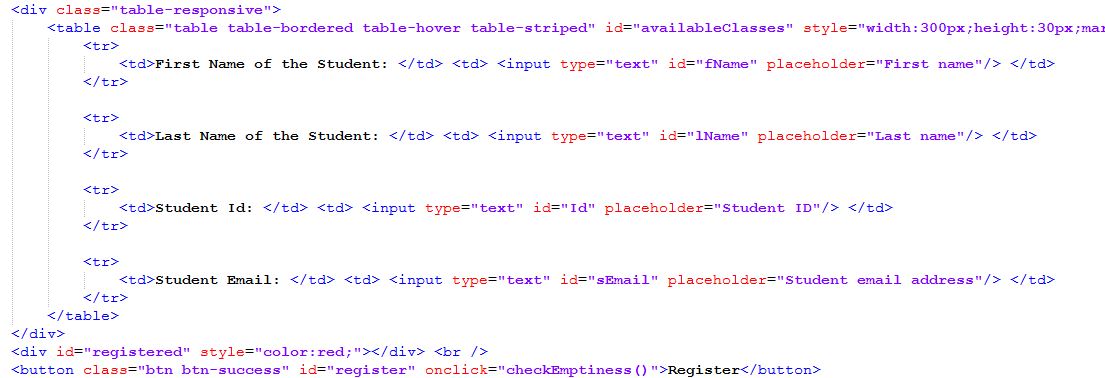 <div class="table-responsive">
<table class="table table-bordered table-hover table-striped" id="availableClasses" style="width:300px;height:30px;mar
<tr>
<td>First Name of the Student: </td> <td> <input type="text" id="fName" placeholder="First name"/> </td>
</tr>
<tr>
<td>Last Name of the Student: </td> <td> <input type="text" id="lName" placeholder="Last name"/> </td>
</tr>
<tr>
<td>Student Id: </td> <td> <input type="text" id="Id" placeholder="Student ID"/> </td>
</tr>
<tr>
<td>Student Email: </td> <td> <input type="text" id="sEmail" placeholder="Student email address"/> </td>
</tr>
</table>
</div>
<div id="registered" style="color:red;"></div> <br />
<button class="btn btn-success" id="register" onclick="checkEmptiness()">Register</button>